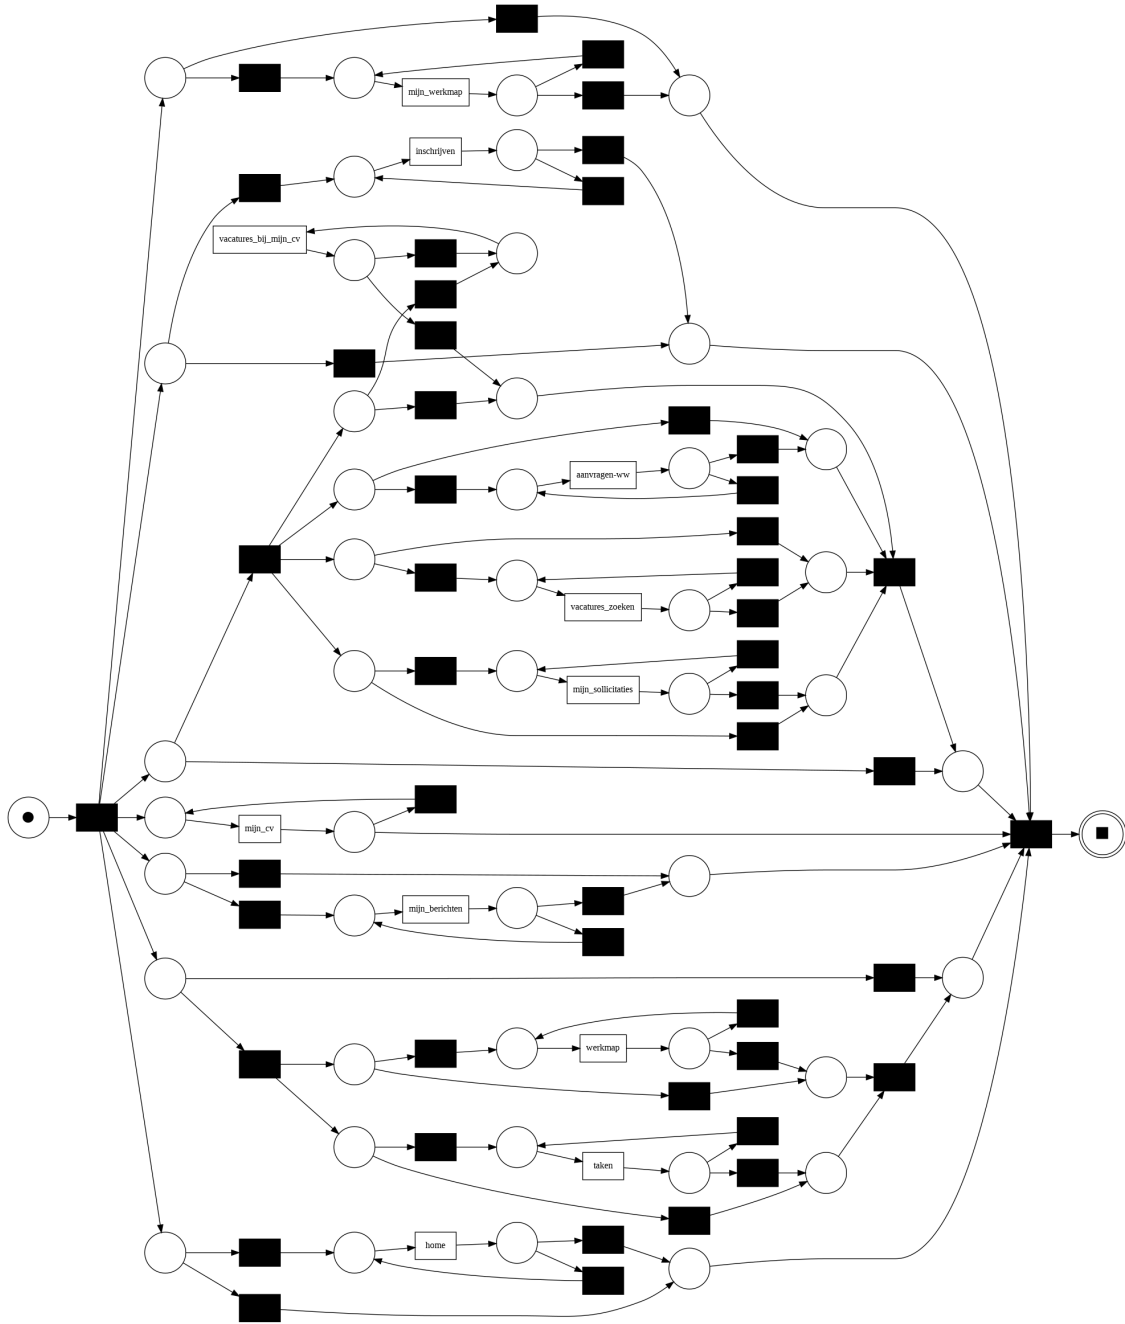 mijn_werkmap
inschrijven
vacatures_bij_mijn_cv
aanvragen-ww
vacatures_zoeken
mijn_sollicitaties
mijn_cv
mijn_berichten
werkmap
taken
home